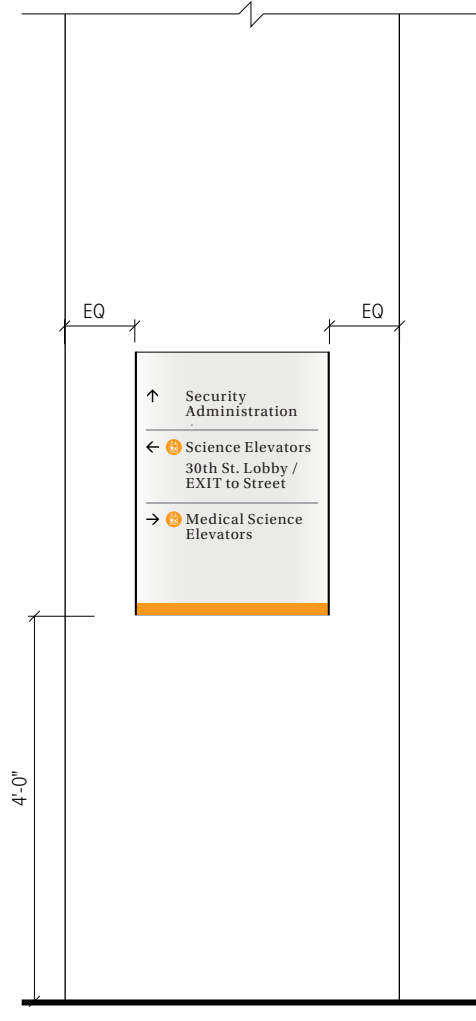 EQ
EQ
↑ Security
Administration
← Science Elevators
30th St. Lobby /
EXIT to Street
→ Medical Science
Elevators
4'-0"